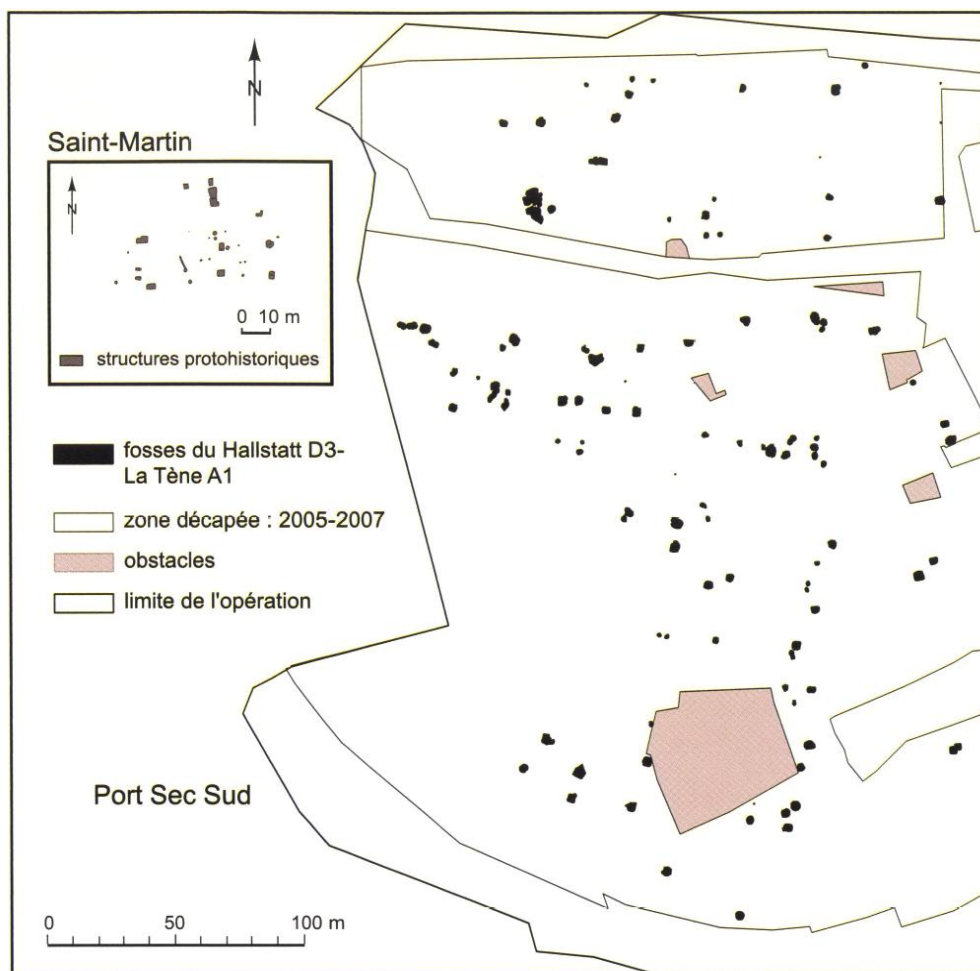 N
Saint-Martin
N
0 10 m
structures protohistoriques
fosses du Hallstatt D3-
La Tène A1
zone décapée : 2005-2007
obstacles
limite de l'opération
Port Sec Sud
0 50 100 m